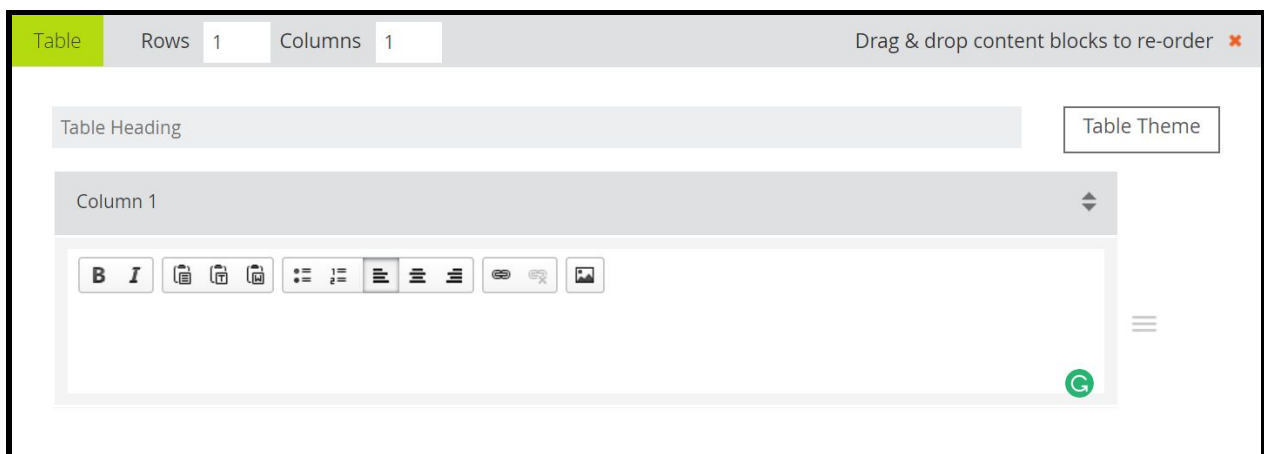 Table Rows 1 Columns 1 Drag & drop content blocks to re-order
Table Heading Table Theme
Column 1
B I